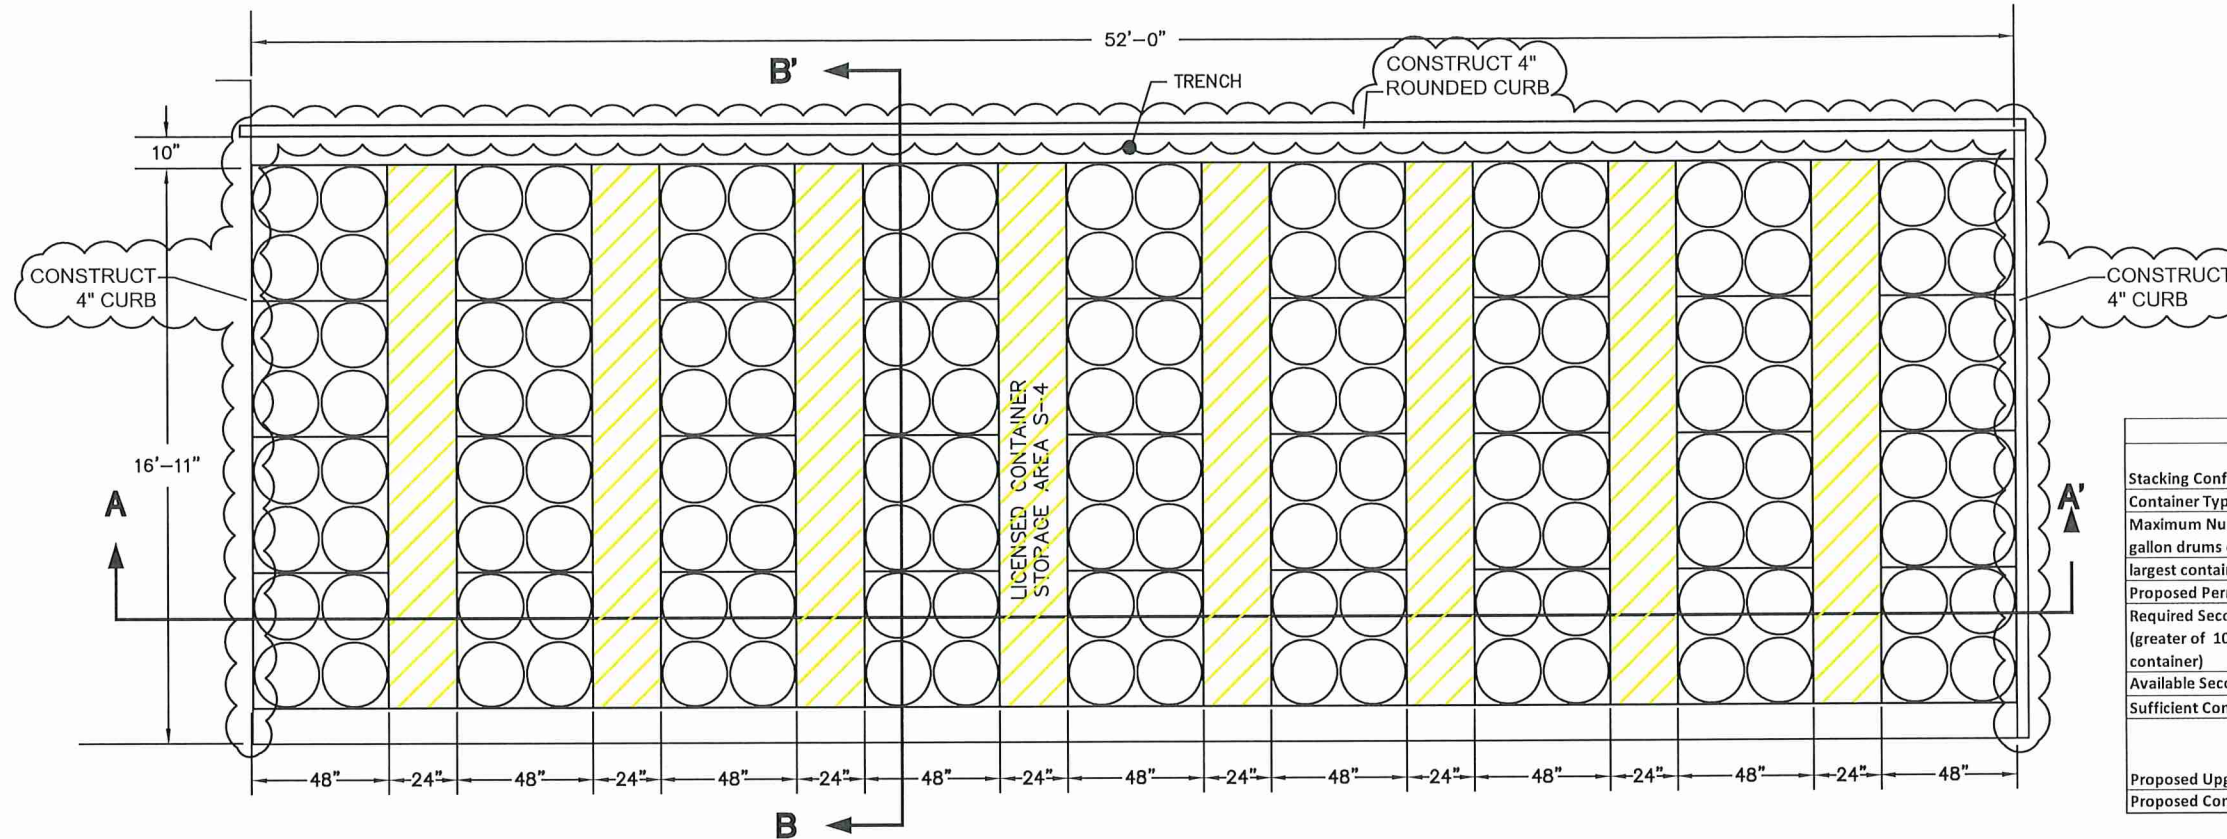 52'-0"
B'
TRENCH
CONSTRUCT 4"
ROUNDED CURB
10"
CONSTRUCT
4" CURB
CONSTRUCT
4" CURB
16'-11"
LICENSED CONTAINER
STORAGE AREA S-4
A
A'
Stacking Conf
Container Typ
Maximum Nu
gallon drums
largest contain
Proposed Per
Required Seco
(greater of 10
container)
Available Seco
Sufficient Con
Proposed Upg
Proposed Con
48" 24" 48" 24" 48" 24" 48" 24" 48" 24" 48" 24" 48" 24" 48" 24" 48"
B